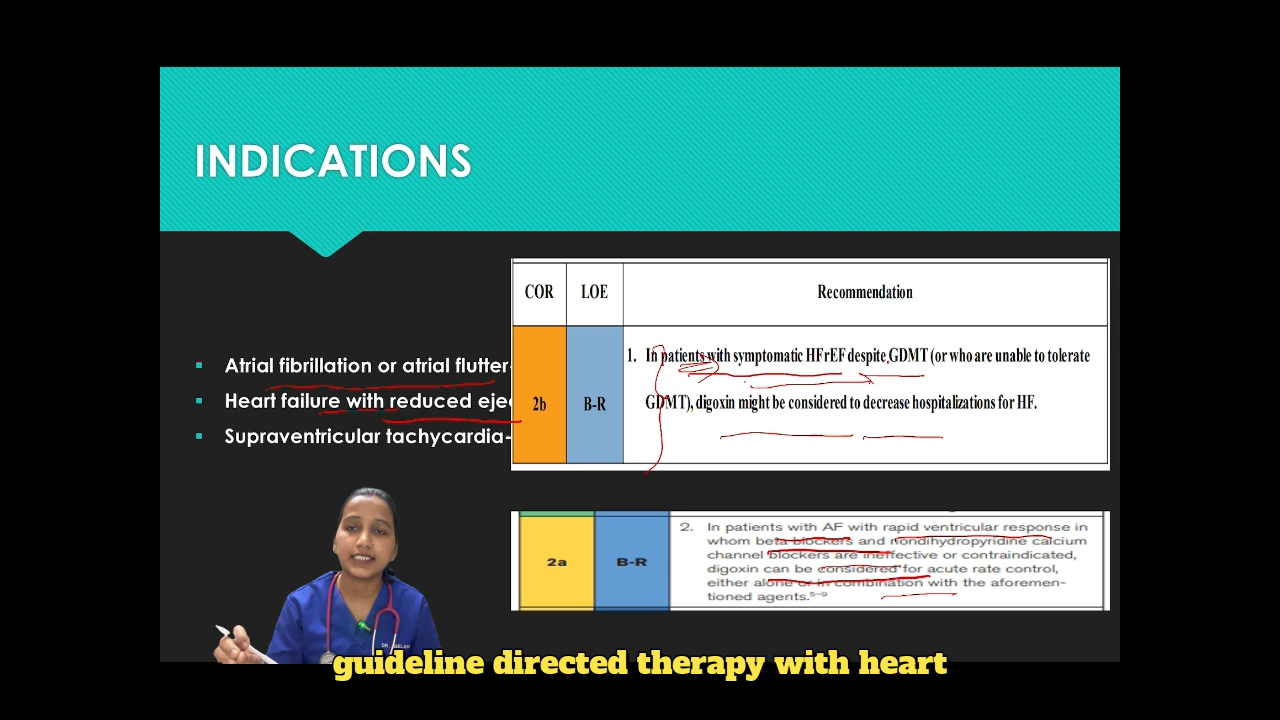 INDICATIONS
Atrial fibrillation or atrial flutter-
Heart failure with reduced eje
Supraventricular tachycardia-
COR LOE Recommendation
2b B-R
1. In patients with symptomatic HFrEF despite GDMT (or who are unable to tolerate
GDMT), digoxin might be considered to decrease hospitalizations for HF.
2a B-R
2. In patients with AF with rapid ventricular response in
whom beta blockers and nondihydropyridine calcium
channel blockers are ineffective or contraindicated,
digoxin can be considered for acute rate control,
either alone or in combination with the aforemen-
tioned agents.⁵⁻⁹
guideline directed therapy with heart